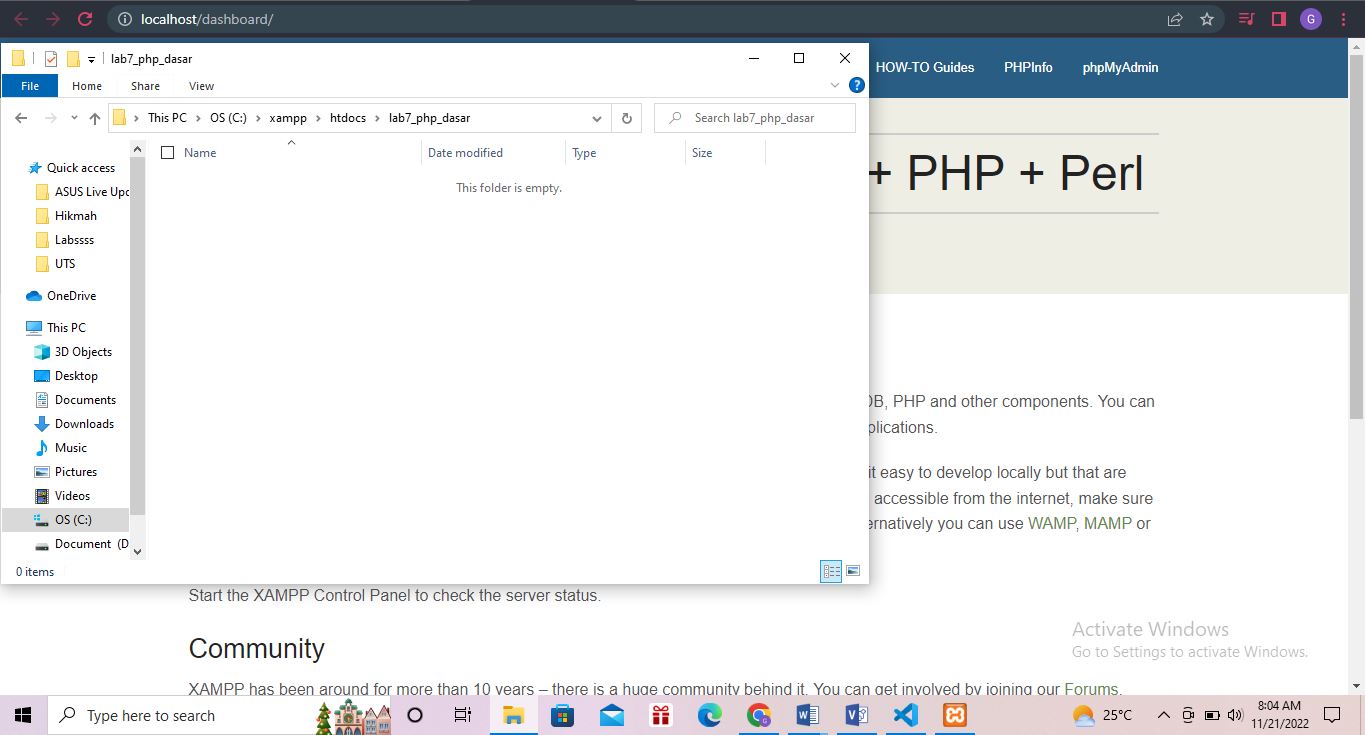 localhost/dashboard/
G
lab7_php_dasar
File Home Share View
This PC OS (C:) xampp htdocs lab7_php_dasar
Search lab7_php_dasar
Name Date modified Type Size
This folder is empty.
Quick access
ASUS Live Upd
Hikmah
Labssss
UTS
OneDrive
This PC
3D Objects
Desktop
Documents
Downloads
Music
Pictures
Videos
OS (C:)
Document (D
0 items
HOW-TO Guides PHPInfo phpMyAdmin
+ PHP + Perl
DB, PHP and other components. You can
plications.
it easy to develop locally but that are
accessible from the internet, make sure
ernatively you can use WAMP, MAMP or
Start the XAMPP Control Panel to check the server status.
Community
XAMPP has been around for more than 10 years – there is a huge community behind it. You can get involved by joining our Forums,
Activate Windows
Go to Settings to activate Windows.
Type here to search
25°C
8:04 AM
11/21/2022